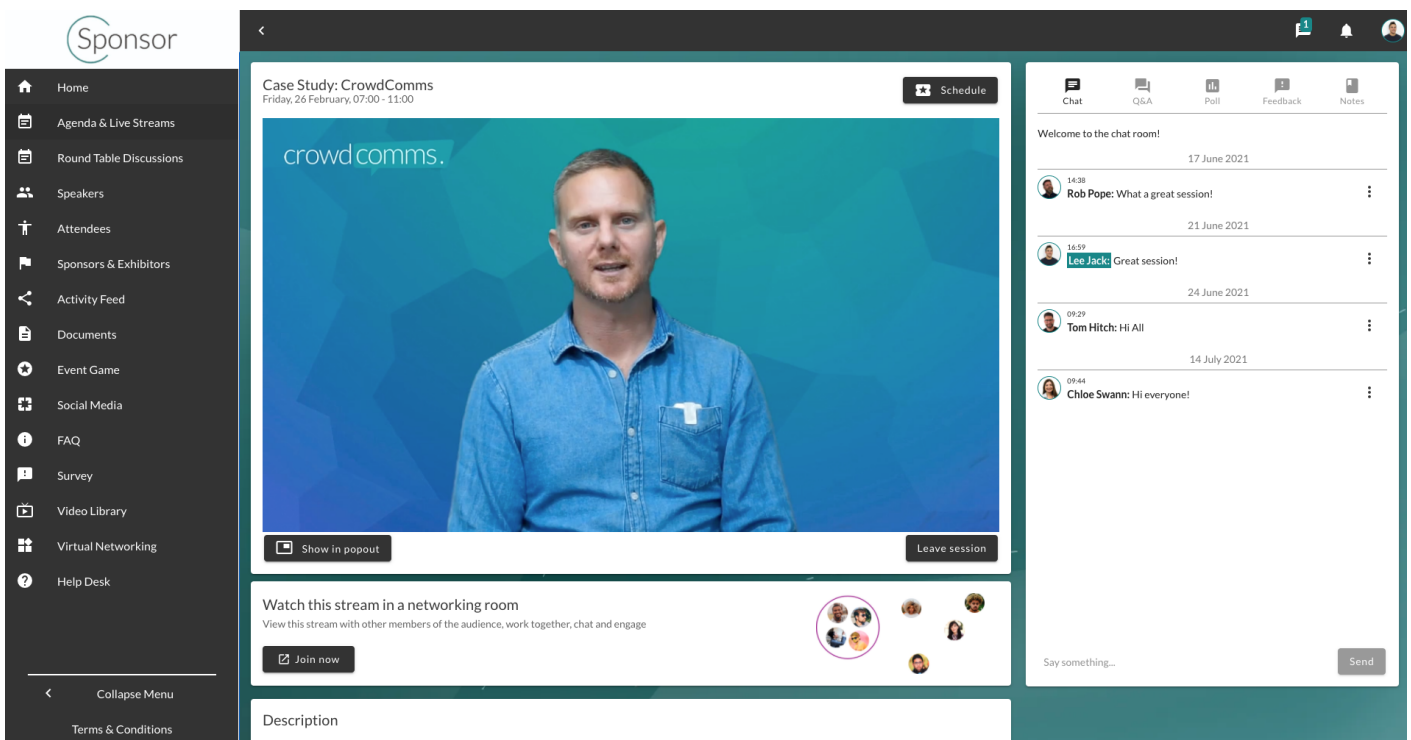 Sponsor
Home
Agenda & Live Streams
Round Table Discussions
Speakers
Attendees
Sponsors & Exhibitors
Activity Feed
Documents
Event Game
Social Media
FAQ
Survey
Video Library
Virtual Networking
Help Desk
Collapse Menu
Terms & Conditions
1
Case Study: CrowdComms
Friday, 26 February, 07:00 - 11:00
Schedule
crowdcomms.
Show in popout
Leave session
Watch this stream in a networking room
View this stream with other members of the audience, work together, chat and engage
Join now
Description
Chat
Q&A
Poll
Feedback
Notes
Welcome to the chat room!
17 June 2021
14:38
Rob Pope: What a great session!
21 June 2021
16:59
Lee Jack: Great session!
24 June 2021
09:29
Tom Hitch: Hi All
14 July 2021
09:44
Chloe Swann: Hi everyone!
Say something...
Send